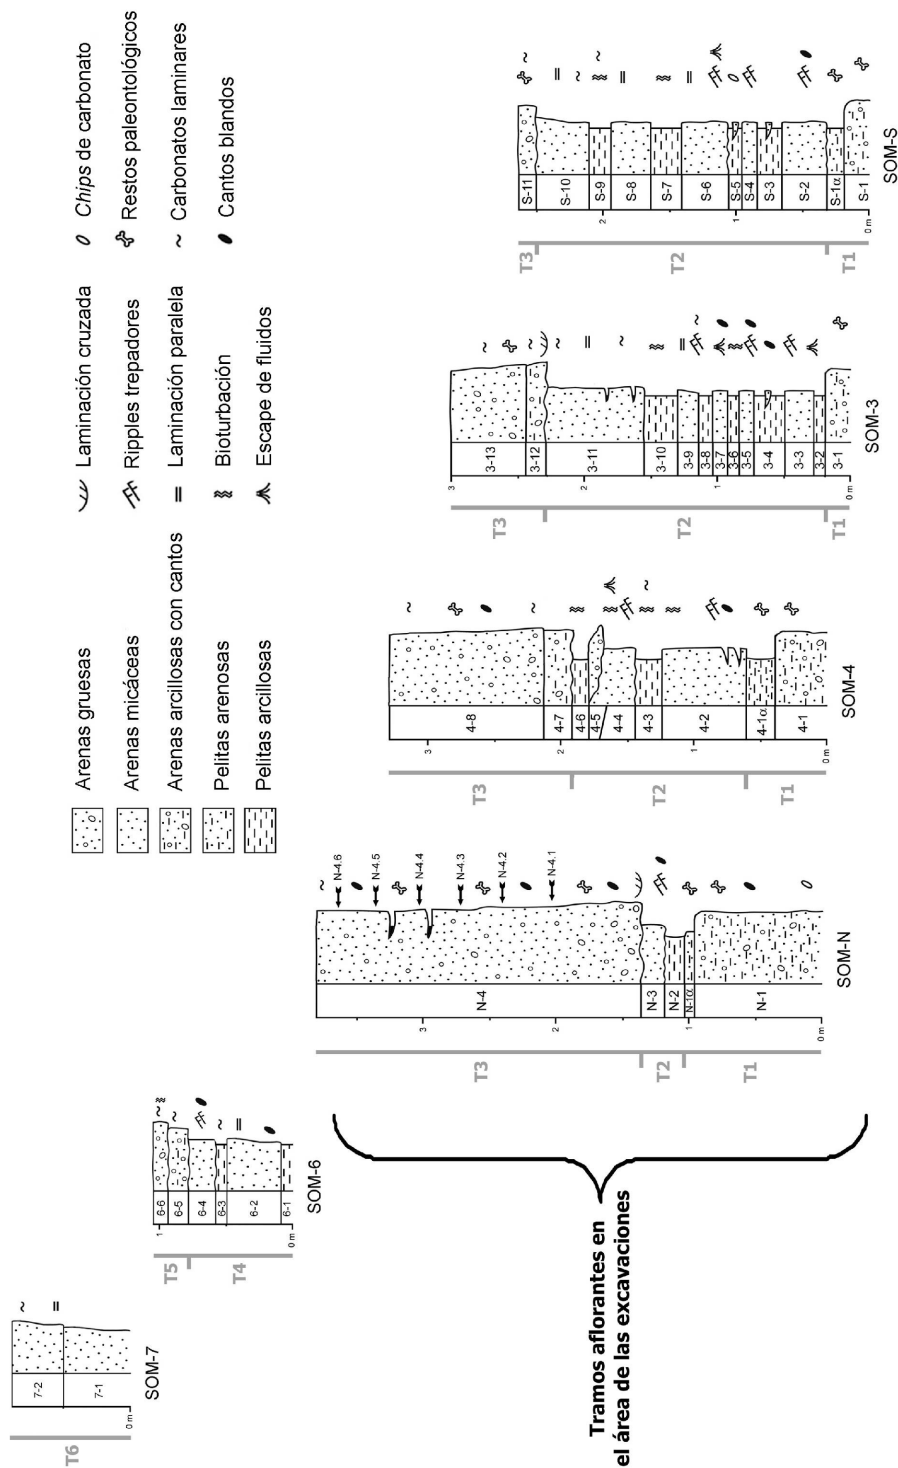 Arenas gruesas
Arenas micáceas
Arenas arcillosas con cantos
Pelitas arenosas
Pelitas arcillosas
Laminación cruzada
Ripples trepadores
Laminación paralela
Bioturbación
Escape de fluidos
Chips de carbonato
Restos paleontológicos
Carbonatos laminares
Cantos blandos
T6
7-2
7-1
0 m
SOM-7
T5
T4
1
0 m
6-6
6-5
6-4
6-3
6-2
6-1
SOM-6
T3
T2
T1
3
2
1
0 m
N-4
N-3
N-2
N-1α
N-1
N-4.6
N-4.5
N-4.4
N-4.3
N-4.2
N-4.1
SOM-N
T3
T2
T1
3
2
1
0 m
4-8
4-7
4-6
4-5
4-4
4-3
4-2
4-1α
4-1
SOM-4
T3
T2
T1
3
2
1
0 m
3-13
3-12
3-11
3-10
3-9
3-8
3-7
3-6
3-5
3-4
3-3
3-2
3-1
SOM-3
T3
T2
T1
2
1
0 m
S-11
S-10
S-9
S-8
S-7
S-6
S-5
S-4
S-3
S-2
S-1α
S-1
SOM-S
Tramos aflorantes en
el área de las excavaciones